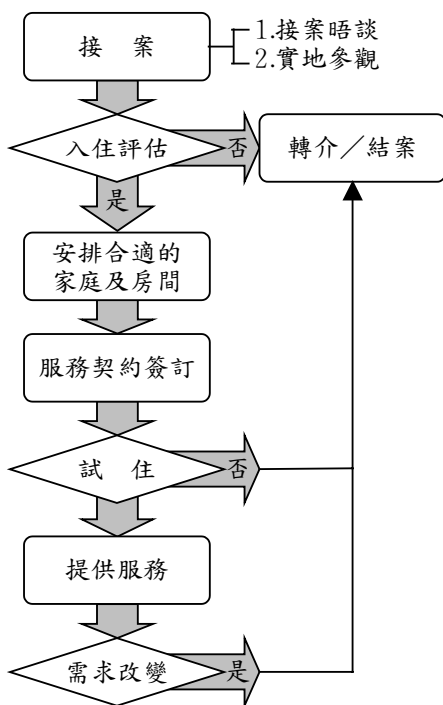 接 案
1.接案晤談
2.實地參觀
入住評估
否
轉介／結案
是
安排合適的
家庭及房間
服務契約簽訂
試 住
否
提供服務
需求改變
是